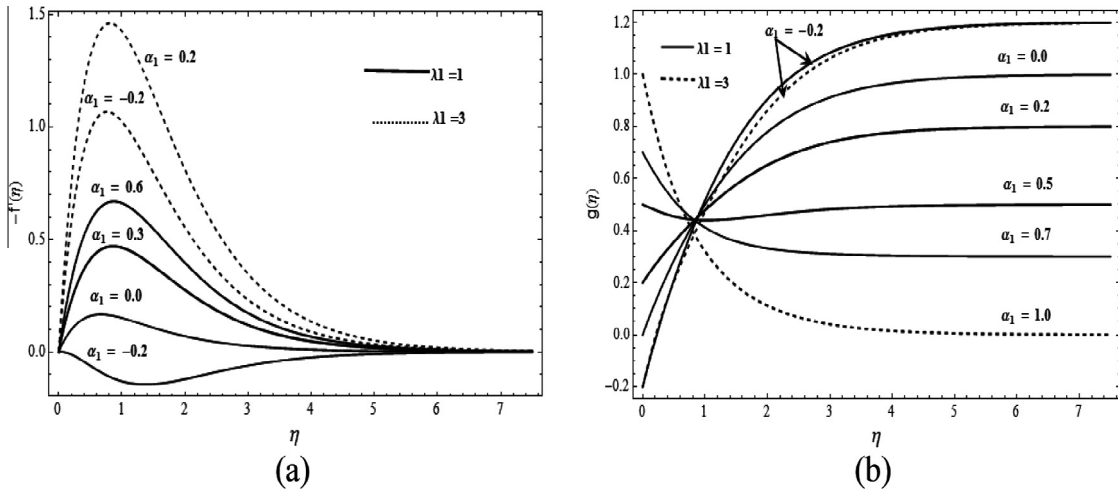 1.5
1.0
0.5
0.0
−f'(η)
α₁ = 0.2
α₁ = −0.2
α₁ = 0.6
α₁ = 0.3
α₁ = 0.0
α₁ = −0.2
λ1 = 1
λ1 = 3
0 1 2 3 4 5 6 7
η
(a)
1.2
1.0
0.8
0.6
0.4
0.2
0.0
−0.2
g(η)
λ1 = 1
λ1 = 3
α₁ = −0.2
α₁ = 0.0
α₁ = 0.2
α₁ = 0.5
α₁ = 0.7
α₁ = 1.0
0 1 2 3 4 5 6 7
η
(b)